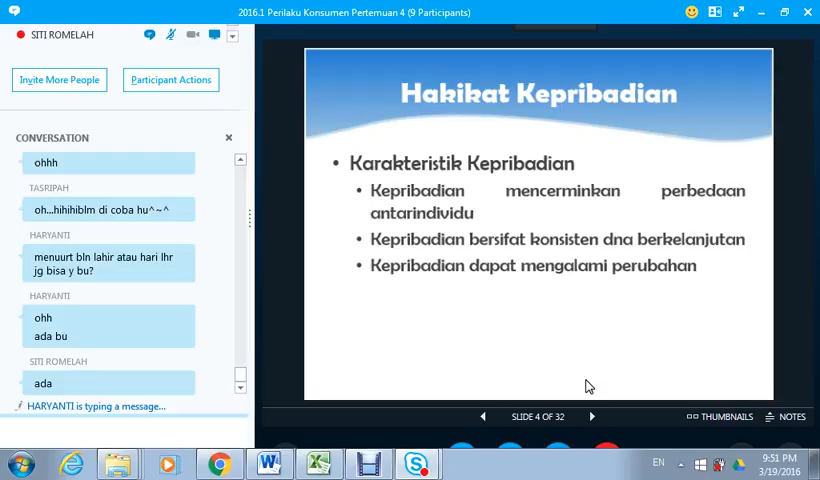 2016.1 Perilaku Konsumen Pertemuan 4 (9 Participants)
SITI ROMELAH
Invite More People
Participant Actions
CONVERSATION
ohhh
TASRIPAH
oh...hihihiblm di coba hu^~^
HARYANTI
menuurt bln lahir atau hari lhr
jg bisa y bu?
HARYANTI
ohh
ada bu
SITI ROMELAH
ada
HARYANTI is typing a message...
Hakikat Kepribadian
• Karakteristik Kepribadian
• Kepribadian mencerminkan perbedaan
antarindividu
• Kepribadian bersifat konsisten dna berkelanjutan
• Kepribadian dapat mengalami perubahan
SLIDE 4 OF 32
THUMBNAILS
NOTES
EN
9:51 PM
3/19/2016